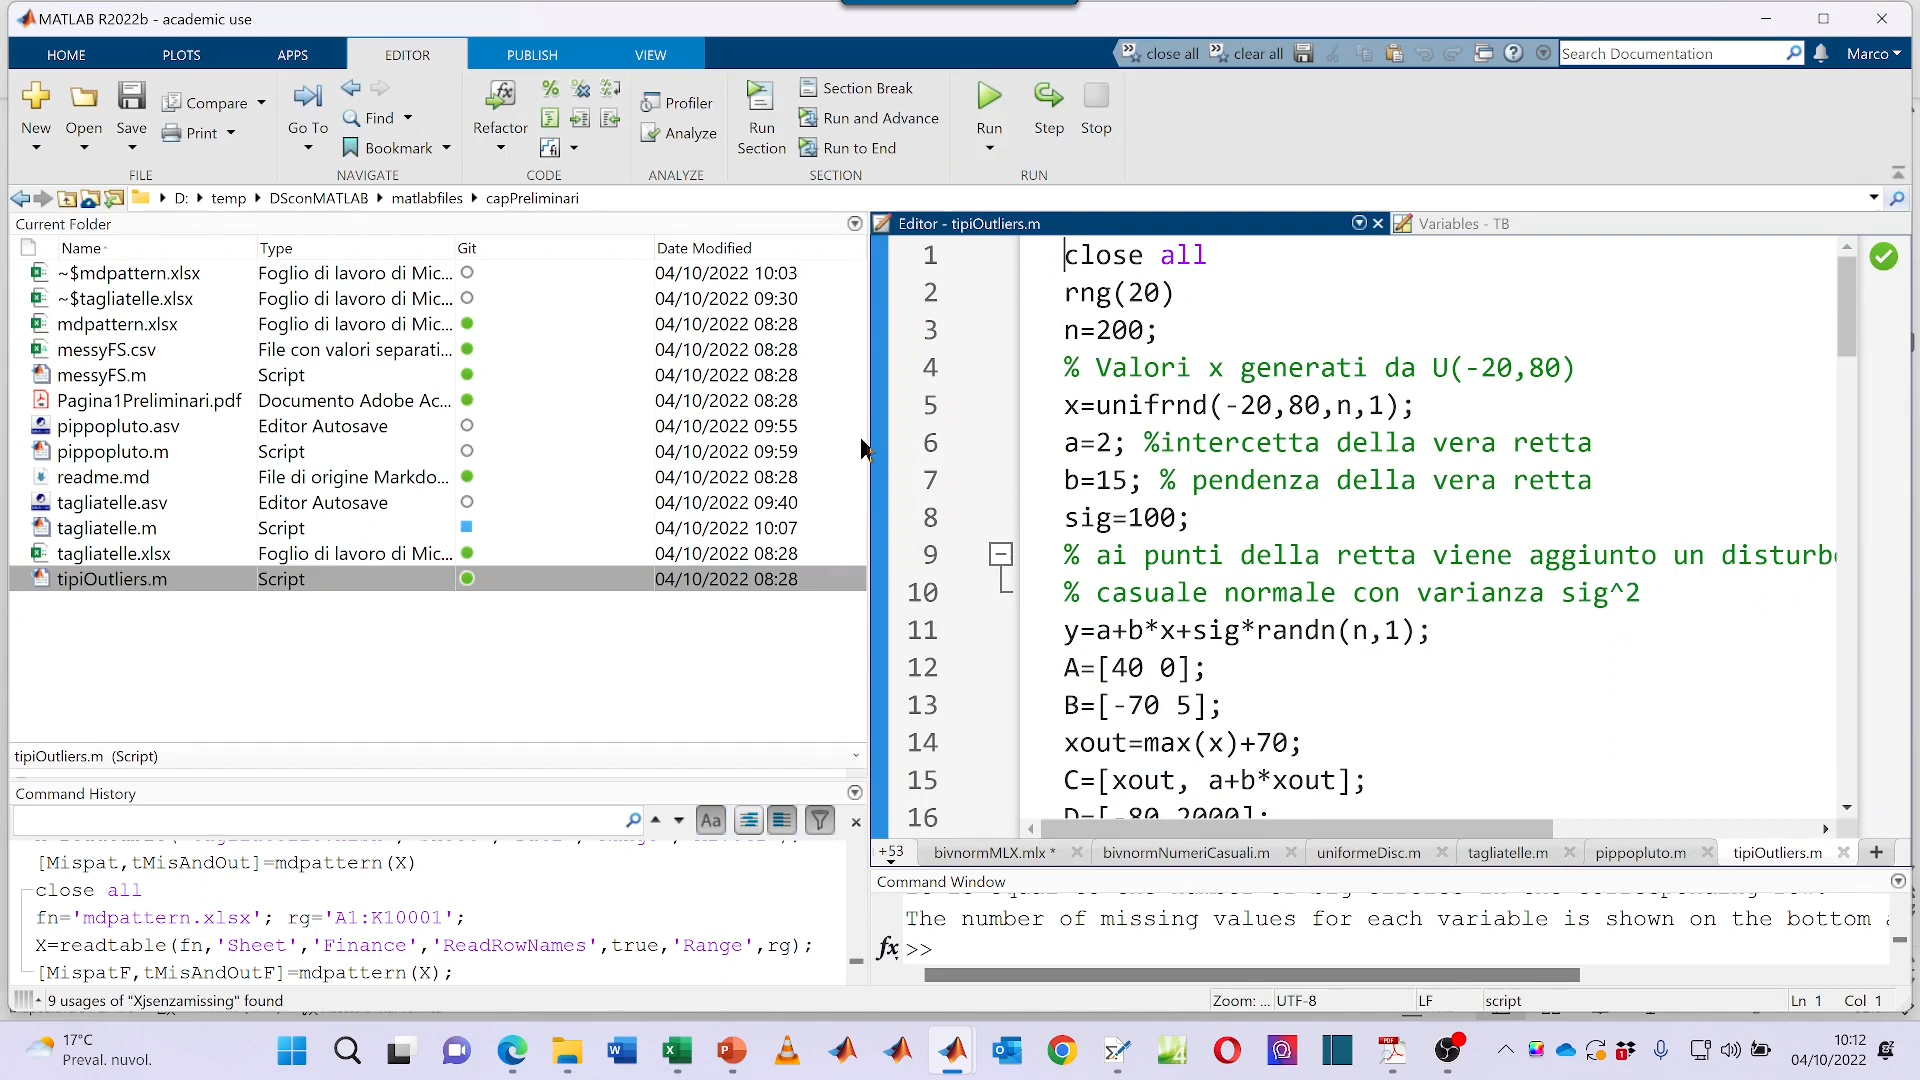 MATLAB R2022b - academic use
HOME
PLOTS
APPS
EDITOR
PUBLISH
VIEW
close all
clear all
Search Documentation
Marco
New
Open
Save
Compare
Print
FILE
Go To
Find
Bookmark
NAVIGATE
Refactor
CODE
Profiler
Analyze
ANALYZE
Run Section
Section Break
Run and Advance
Run to End
SECTION
Run
Step
Stop
RUN
D: temp DSconMATLAB matlabfiles capPreliminari
Current Folder
Name Type Git Date Modified
~$mdpattern.xlsx Foglio di lavoro di Mic... 04/10/2022 10:03
~$tagliatelle.xlsx Foglio di lavoro di Mic... 04/10/2022 09:30
mdpattern.xlsx Foglio di lavoro di Mic... 04/10/2022 08:28
messyFS.csv File con valori separati... 04/10/2022 08:28
messyFS.m Script 04/10/2022 08:28
Pagina1Preliminari.pdf Documento Adobe Ac... 04/10/2022 08:28
pippopluto.asv Editor Autosave 04/10/2022 09:55
pippopluto.m Script 04/10/2022 09:59
readme.md File di origine Markdo... 04/10/2022 08:28
tagliatelle.asv Editor Autosave 04/10/2022 09:40
tagliatelle.m Script 04/10/2022 10:07
tagliatelle.xlsx Foglio di lavoro di Mic... 04/10/2022 08:28
tipiOutliers.m Script 04/10/2022 08:28
tipiOutliers.m (Script)
Command History
Aa
[Mispat,tMisAndOut]=mdpattern(X)
close all
fn='mdpattern.xlsx'; rg='A1:K10001';
X=readtable(fn,'Sheet','Finance','ReadRowNames',true,'Range',rg);
[MispatF,tMisAndOutF]=mdpattern(X);
9 usages of "Xjsenzamissing" found
Editor - tipiOutliers.m
Variables - TB
1 close all
2 rng(20)
3 n=200;
4 % Valori x generati da U(-20,80)
5 x=unifrnd(-20,80,n,1);
6 a=2; %intercetta della vera retta
7 b=15; % pendenza della vera retta
8 sig=100;
9 % ai punti della retta viene aggiunto un disturbo
10 % casuale normale con varianza sig^2
11 y=a+b*x+sig*randn(n,1);
12 A=[40 0];
13 B=[-70 5];
14 xout=max(x)+70;
15 C=[xout, a+b*xout];
16 D=[-80 2000];
+53 bivnormMLX.mlx * bivnormNumeriCasuali.m uniformeDisc.m tagliatelle.m pippopluto.m tipiOutliers.m
Command Window
The number of missing values for each variable is shown on the bottom
fx >>
Zoom: ... UTF-8 LF script Ln 1 Col 1
17°C
Preval. nuvol.
10:12
04/10/2022